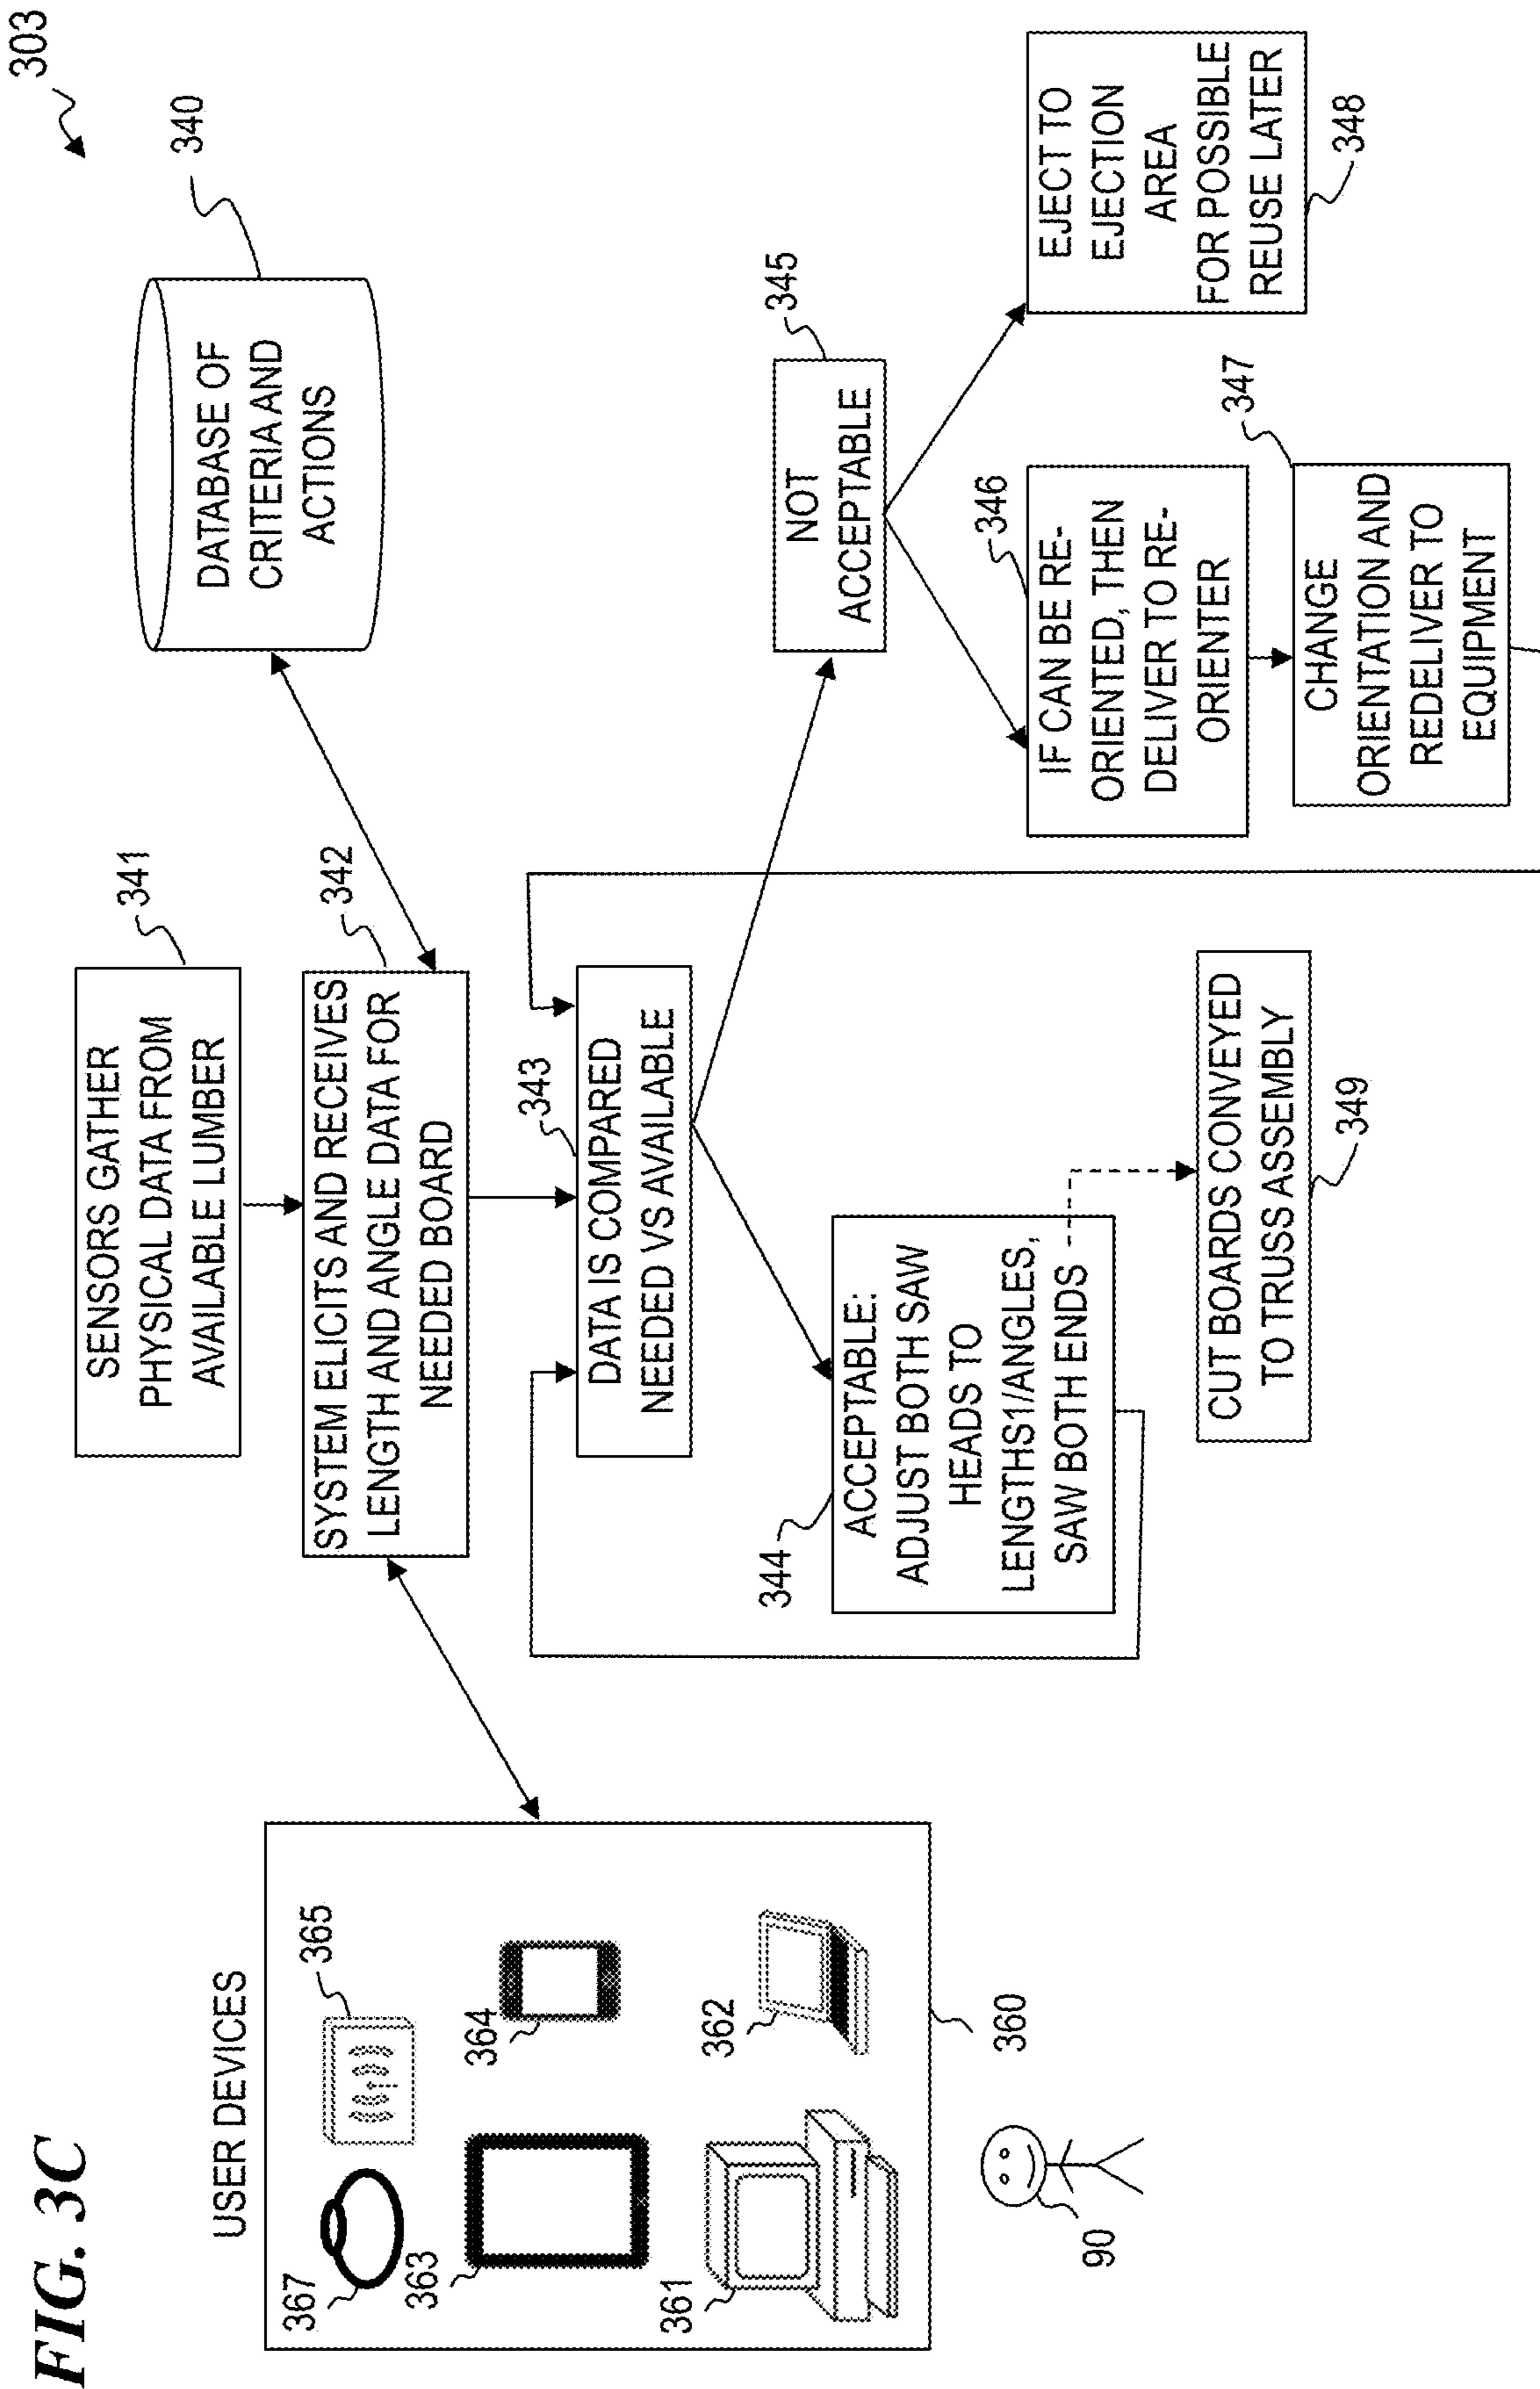 FIG. 3C
303
USER DEVICES
367
365
363
364
361
362
360
90
SENSORS GATHER
PHYSICAL DATA FROM
AVAILABLE LUMBER
341
DATABASE OF
CRITERIA AND
ACTIONS
340
SYSTEM ELICITS AND RECEIVES
LENGTH AND ANGLE DATA FOR
NEEDED BOARD
342
DATA IS COMPARED
NEEDED VS AVAILABLE
343
344
ACCEPTABLE:
ADJUST BOTH SAW
HEADS TO
LENGTHS1/ANGLES,
SAW BOTH ENDS
NOT
ACCEPTABLE
345
IF CAN BE RE-
ORIENTED, THEN
DELIVER TO RE-
ORIENTER
346
CHANGE
ORIENTATION AND
REDELIVER TO
EQUIPMENT
347
EJECT TO
EJECTION
AREA
FOR POSSIBLE
REUSE LATER
348
CUT BOARDS CONVEYED
TO TRUSS ASSEMBLY
349